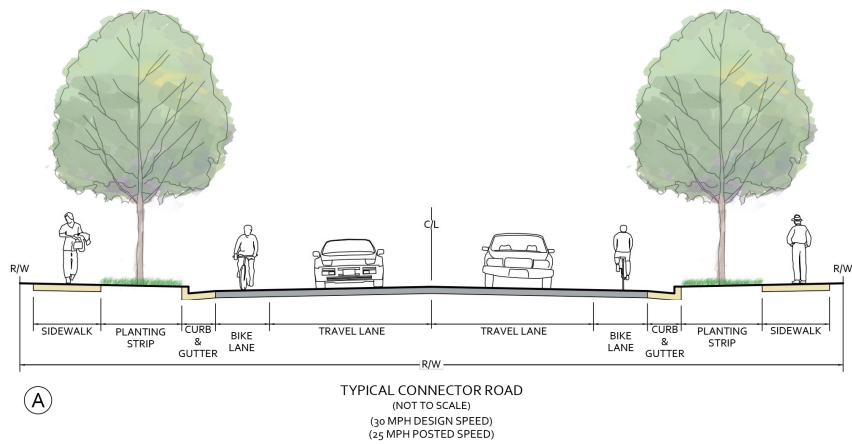 C/L
R/W
R/W
SIDEWALK
PLANTING
STRIP
CURB
&
GUTTER
BIKE
LANE
TRAVEL LANE
TRAVEL LANE
BIKE
LANE
CURB
&
GUTTER
PLANTING
STRIP
SIDEWALK
R/W
A
TYPICAL CONNECTOR ROAD
(NOT TO SCALE)
(30 MPH DESIGN SPEED)
(25 MPH POSTED SPEED)